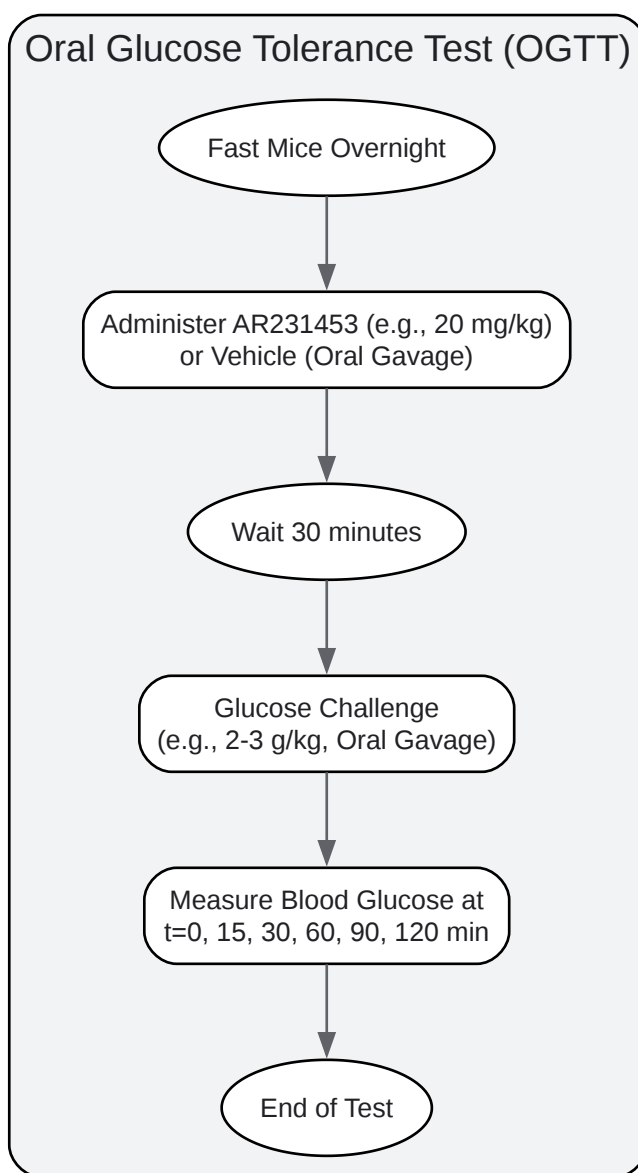 Oral Glucose Tolerance Test (OGTT)
Fast Mice Overnight
Administer AR231453 (e.g., 20 mg/kg)
or Vehicle (Oral Gavage)
Wait 30 minutes
Glucose Challenge
(e.g., 2-3 g/kg, Oral Gavage)
Measure Blood Glucose at
t=0, 15, 30, 60, 90, 120 min
End of Test